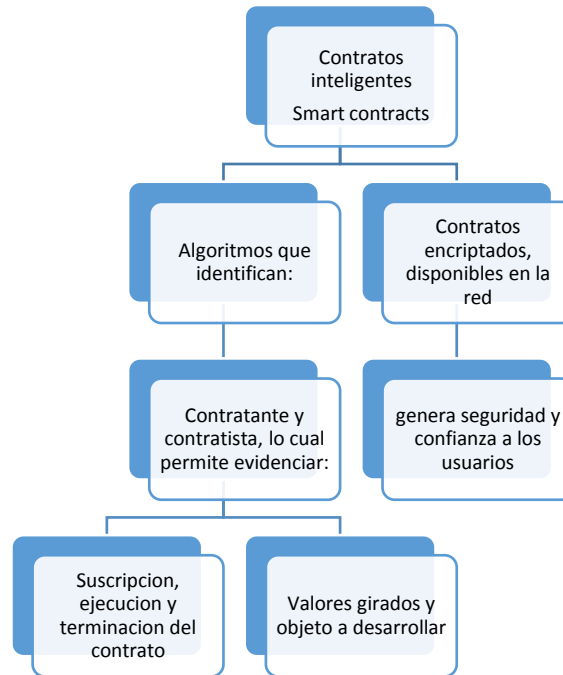 Contratos
inteligentes
Smart contracts
Algoritmos que
identifican:
Contratos
encriptados,
disponibles en la
red
Contratante y
contratista, lo cual
permite evidenciar:
genera seguridad y
confianza a los
usuarios
Suscripcion,
ejecucion y
terminacion del
contrato
Valores girados y
objeto a desarrollar